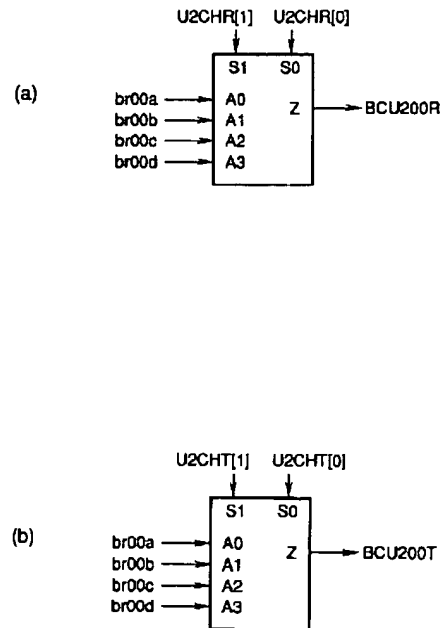 U2CHR[1] U2CHR[0]
S1 S0
(a)
br00a A0
Z BCU200R
br00b A1
br00c A2
br00d A3
U2CHT[1] U2CHT[0]
S1 S0
(b)
br00a A0
Z BCU200T
br00b A1
br00c A2
br00d A3